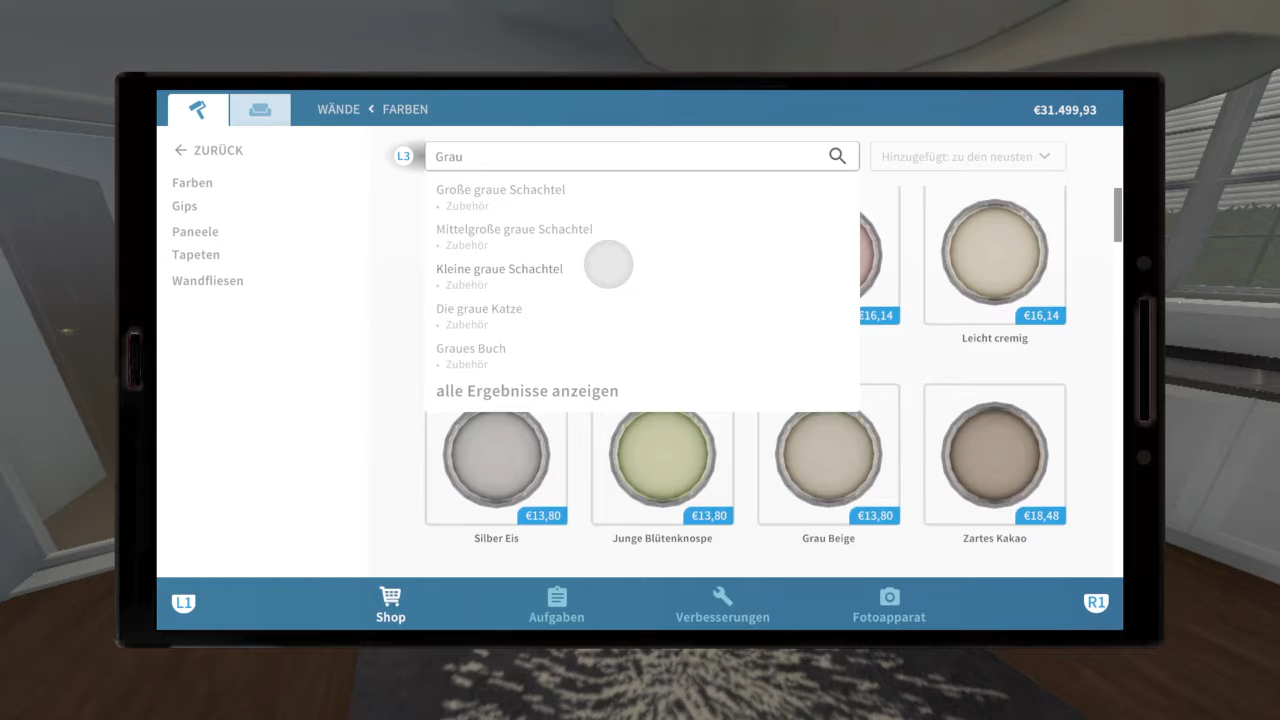 WÄNDE < FARBEN
€31.499,93
ZURÜCK
Farben
Gips
Paneele
Tapeten
Wandfliesen
L3
Grau
Hinzugefügt: zu den neusten
Große graue Schachtel
• Zubehör
Mittelgroße graue Schachtel
• Zubehör
Kleine graue Schachtel
• Zubehör
Die graue Katze
• Zubehör
Graues Buch
• Zubehör
alle Ergebnisse anzeigen
€16,14
€16,14
Leicht cremig
€13,80
€13,80
€13,80
€18,48
Silber Eis
Junge Blütenknospe
Grau Beige
Zartes Kakao
L1
Shop
Aufgaben
Verbesserungen
Fotoapparat
R1